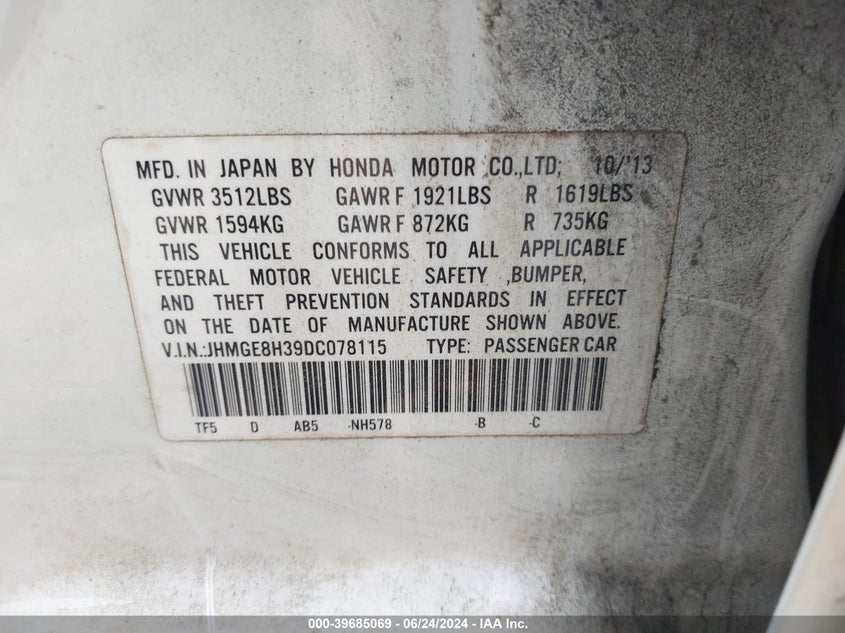 MFD. IN JAPAN BY HONDA MOTOR CO.,LTD; 10/'13
GVWR 3512LBS GAWR F 1921LBS R 1619LBS
GVWR 1594KG GAWR F 872KG R 735KG
THIS VEHICLE CONFORMS TO ALL APPLICABLE
FEDERAL MOTOR VEHICLE SAFETY ,BUMPER,
AND THEFT PREVENTION STANDARDS IN EFFECT
ON THE DATE OF MANUFACTURE SHOWN ABOVE.
V.I.N.:JHMGE8H39DC078115 TYPE: PASSENGER CAR
TF5 D AB5 -NH578 -B -C
000-39685069 - 06/24/2024 - IAA Inc.